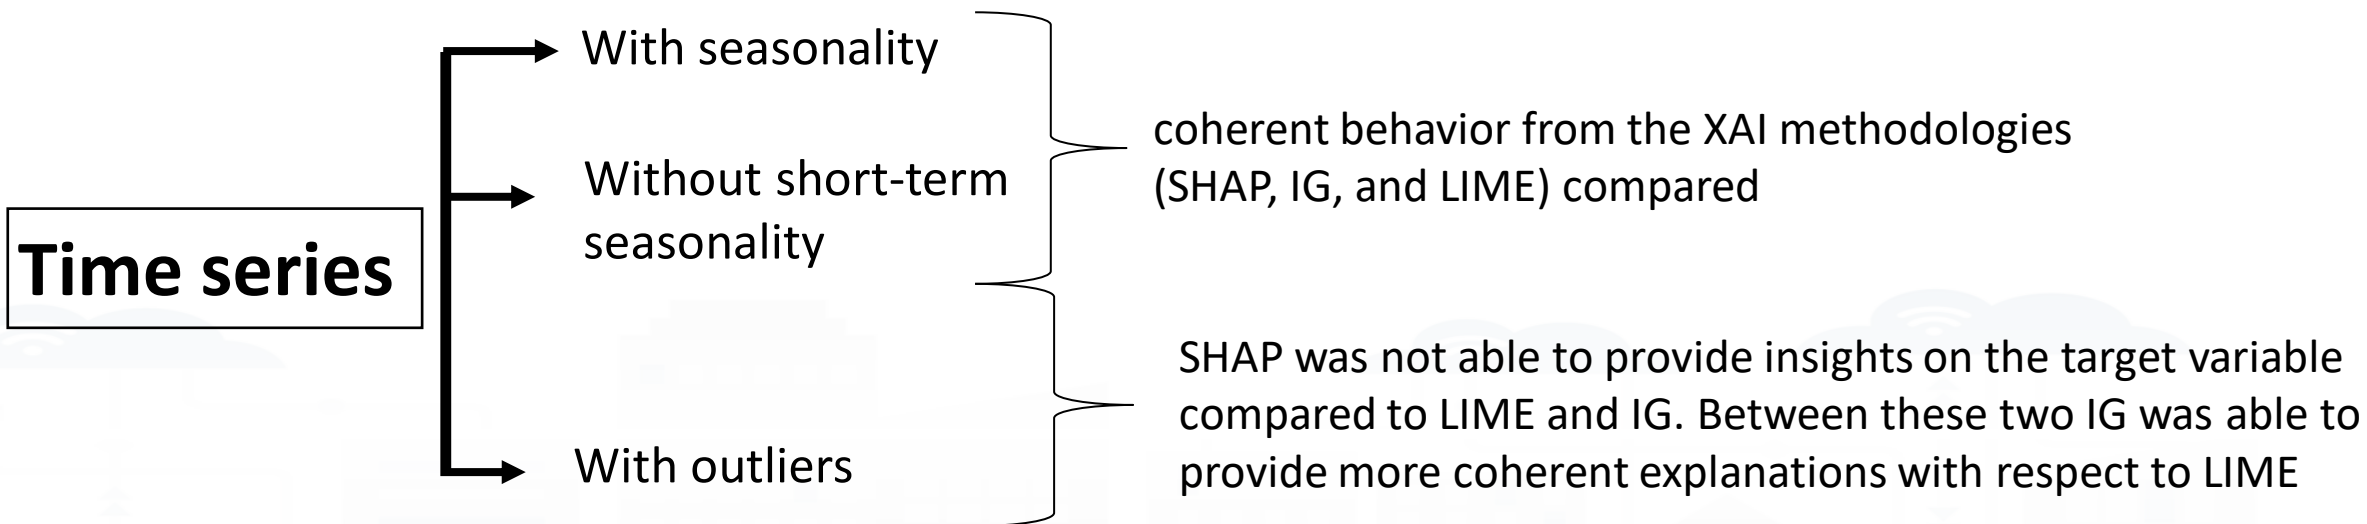 With seasonality
coherent behavior from the XAI methodologies
(SHAP, IG, and LIME) compared
Without short-term
seasonality
Time series
SHAP was not able to provide insights on the target variable
compared to LIME and IG. Between these two IG was able to
provide more coherent explanations with respect to LIME
With outliers